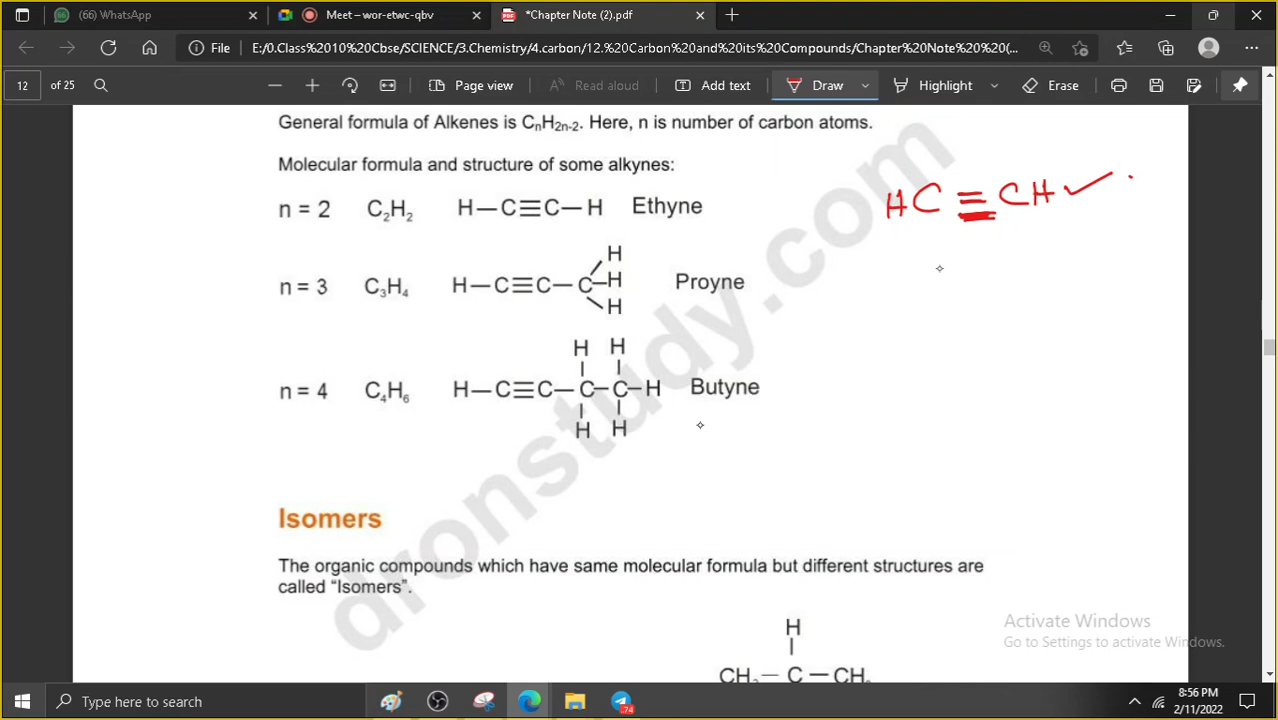 (66) WhatsApp
Meet – wor-etwc-qbv
*Chapter Note (2).pdf
File
E:/0.Class%2010%20Cbse/SCIENCE/3.Chemistry/4.carbon/12.%20Carbon%20and%20its%20Compounds/Chapter%20Note%20%20(...
12 of 25
Page view
Read aloud
Add text
Draw
Highlight
Erase
General formula of Alkenes is CₙH₂ₙ₋₂. Here, n is number of carbon atoms.
Molecular formula and structure of some alkynes:
HC≡CH
n = 2 C₂H₂ H—C≡C—H Ethyne
H
n = 3 C₃H₄ H—C≡C—C—H Proyne
H
H H
n = 4 C₄H₆ H—C≡C—C—C—H Butyne
H H
dronstudy.com
Isomers
The organic compounds which have same molecular formula but different structures are
called “Isomers”.
Activate Windows
Go to Settings to activate Windows.
H
CH₃—C—CH₃
Type here to search
74
8:56 PM
2/11/2022